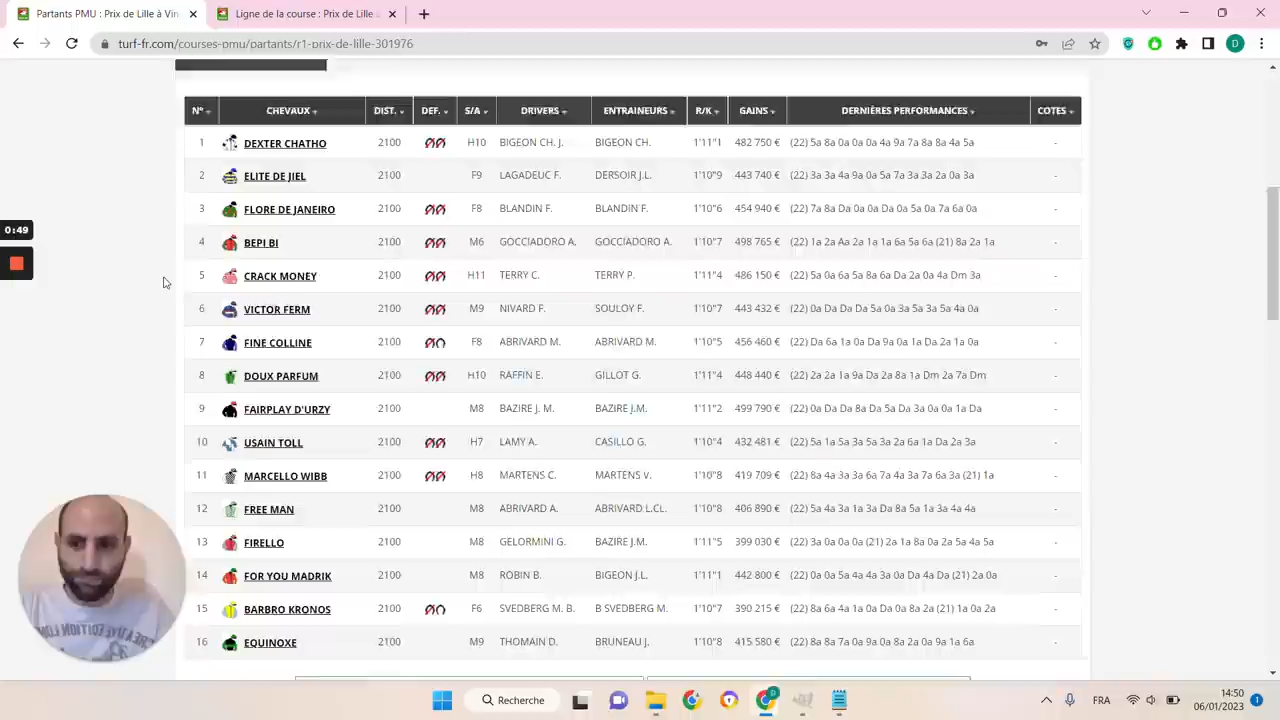 Partants PMU : Prix de Lille à Vin
Ligne de la course : Prix de Lille
turf-fr.com/courses-pmu/partants/r1-prix-de-lille-301976
N° CHEVAUX DIST. DEF. S/A DRIVERS ENTRAINEURS R/K GAINS DERNIÈRES PERFORMANCES COTES
1 DEXTER CHATHO 2100 H10 BIGEON CH. J. BIGEON CH. 1'11"1 482 750 € (22) 5a 8a 0a 0a 0a 4a 9a 7a 8a 8a 4a 5a -
2 ELITE DE JIEL 2100 F9 LAGADEUC F. DERSOIR J.L. 1'10"9 443 740 € (22) 3a 3a 4a 9a 0a 5a 7a 3a 3a 2a 0a 3a -
3 FLORE DE JANEIRO 2100 F8 BLANDIN F. BLANDIN F. 1'10"6 454 940 € (22) 7a 8a Da 0a 0a Da 0a 5a 0a 7a 6a 0a -
4 BEPI BI 2100 M6 GOCCIADORO A. GOCCIADORO A. 1'10"7 498 765 € (22) 1a 2a Aa 2a 1a 1a 6a 5a 6a (21) 8a 2a 1a -
5 CRACK MONEY 2100 H11 TERRY C. TERRY P. 1'11"4 486 150 € (22) 5a 0a 6a 5a 8a 6a Da 2a 0a 4a Dm 3a -
6 VICTOR FERM 2100 M9 NIVARD F. SOULOY F. 1'10"7 443 432 € (22) 0a Da Da Da 5a 0a 3a 5a 3a 5a 4a 0a -
7 FINE COLLINE 2100 F8 ABRIVARD M. ABRIVARD M. 1'10"5 456 460 € (22) Da 6a 1a 0a Da 9a 0a 1a Da 2a 1a 0a -
8 DOUX PARFUM 2100 H10 RAFFIN E. GILLOT G. 1'11"4 448 440 € (22) 2a 2a 1a 9a Da 2a 8a 1a Dm 2a 7a Dm -
9 FAIRPLAY D'URZY 2100 M8 BAZIRE J. M. BAZIRE J.M. 1'11"2 499 790 € (22) 0a Da Da 8a Da 5a Da 3a 0a 0a 1a Da -
10 USAIN TOLL 2100 H7 LAMY A. CASILLO G. 1'10"4 432 481 € (22) 5a 1a 5a 3a 5a 3a 2a 6a 1a Da 2a 3a -
11 MARCELLO WIBB 2100 H8 MARTENS C. MARTENS V. 1'10"8 419 709 € (22) 8a 4a 3a 3a 6a 7a 4a 3a 7a 6a 3a (21) 1a -
12 FREE MAN 2100 M8 ABRIVARD A. ABRIVARD L.CL. 1'10"8 406 890 € (22) 5a 4a 3a 1a 3a Da 8a 5a 1a 3a 4a 4a -
13 FIRELLO 2100 M8 GELORMINI G. BAZIRE J.M. 1'11"5 399 030 € (22) 3a 0a 0a 0a (21) 2a 1a 8a 0a 2a 5a 4a 5a -
14 FOR YOU MADRIK 2100 M8 ROBIN B. BIGEON J.L. 1'11"1 442 800 € (22) 0a 0a 5a 4a 4a 3a 0a Da 4a Da (21) 2a 0a -
15 BARBRO KRONOS 2100 F6 SVEDBERG M. B. B SVEDBERG M. 1'10"7 390 215 € (22) 8a 6a 4a 1a 0a Da 0a 8a 2a (21) 1a 0a 2a -
16 EQUINOXE 2100 M9 THOMAIN D. BRUNEAU J. 1'10"8 415 580 € (22) 8a 8a 7a 0a 9a 0a 8a 2a 0a 9a 1a 6a -
0:49
Recherche
FRA
14:50
06/01/2023